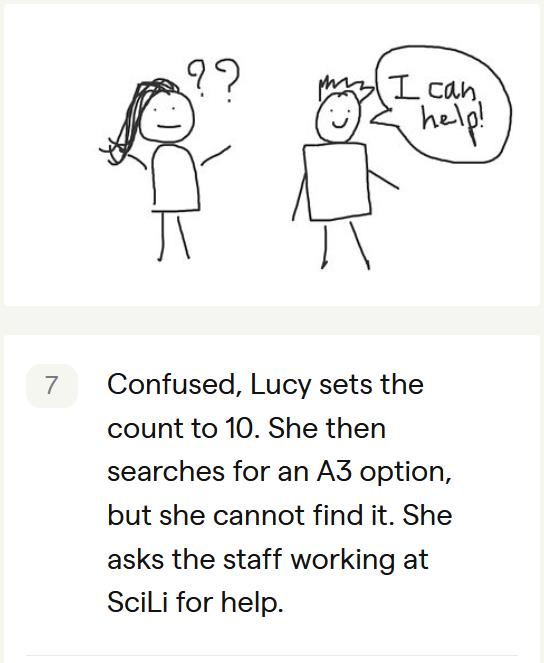 ??
I can
help!
7
Confused, Lucy sets the
count to 10. She then
searches for an A3 option,
but she cannot find it. She
asks the staff working at
SciLi for help.